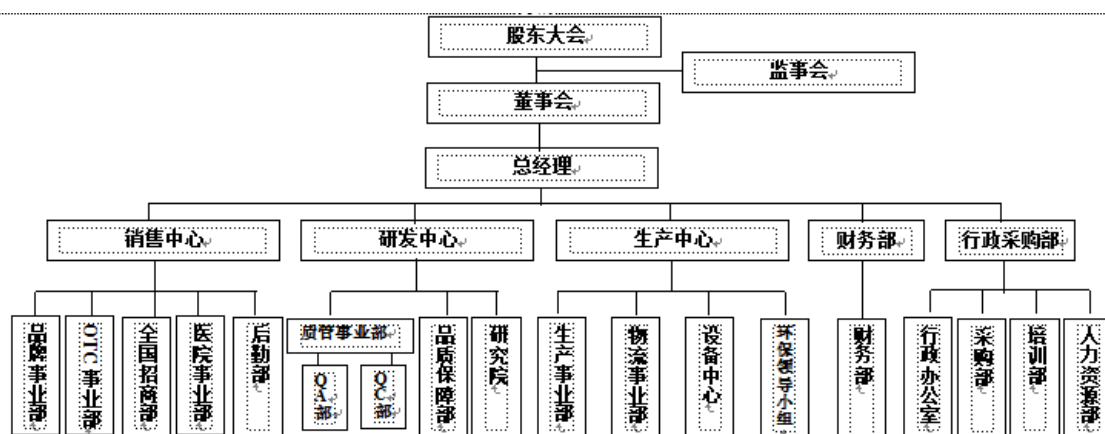 股东大会
监事会
董事会
总经理
销售中心
研发中心
生产中心
财务部
行政采购部
品牌事业部
OTC事业部
全国招商部
医院事业部
后勤部
质管事业部
QA部
QC部
品质保障部
研究院
生产事业部
物流事业部
设备中心
环保领导小组
财务部
行政办公室
采购部
培训部
人力资源部